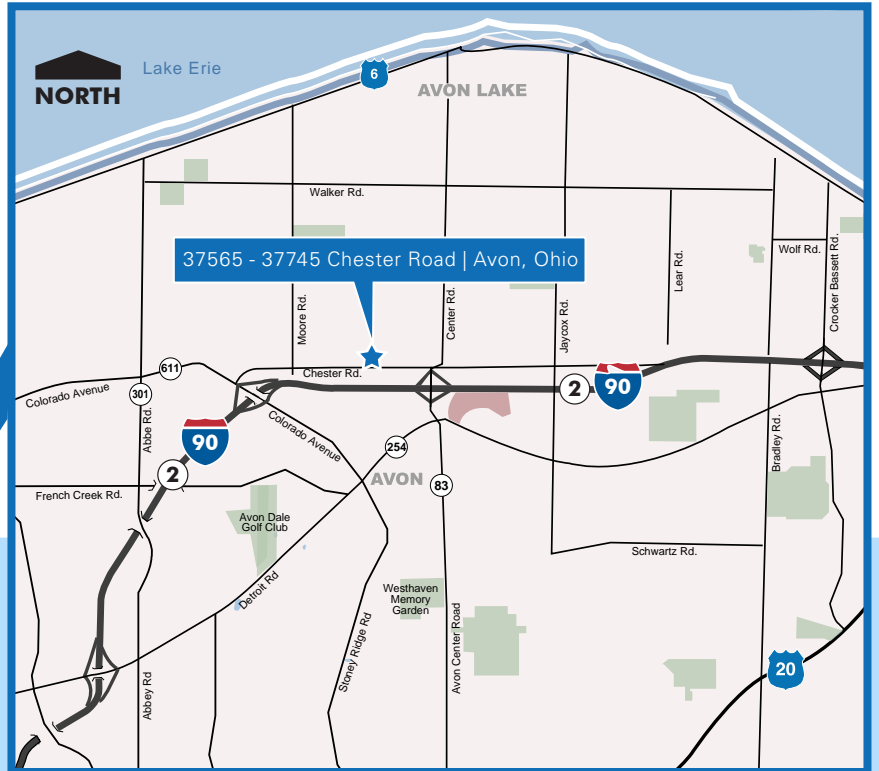 NORTH
Lake Erie
6
AVON LAKE
Walker Rd.
37565 - 37745 Chester Road | Avon, Ohio
Moore Rd.
Center Rd.
Jaycox Rd.
Lear Rd.
Wolf Rd.
Crocker Bassett Rd.
Chester Rd.
611
Colorado Avenue
301
Abbe Rd.
90
2
Colorado Avenue
2
90
254
AVON
83
Bradley Rd.
French Creek Rd.
Avon Dale
Golf Club
Detroit Rd
Schwartz Rd.
Westhaven
Memory
Garden
Stoney Ridge Rd
Avon Center Road
Abbey Rd
20